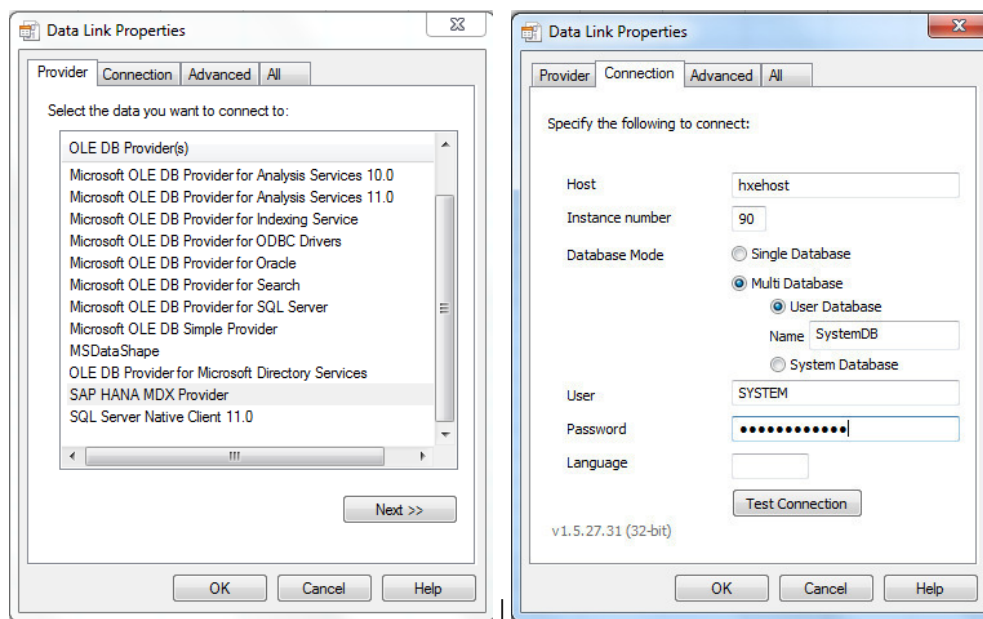 Data Link Properties
Provider Connection Advanced All
Select the data you want to connect to:
OLE DB Provider(s)
Microsoft OLE DB Provider for Analysis Services 10.0
Microsoft OLE DB Provider for Analysis Services 11.0
Microsoft OLE DB Provider for Indexing Service
Microsoft OLE DB Provider for ODBC Drivers
Microsoft OLE DB Provider for Oracle
Microsoft OLE DB Provider for Search
Microsoft OLE DB Provider for SQL Server
Microsoft OLE DB Simple Provider
MSDataShape
OLE DB Provider for Microsoft Directory Services
SAP HANA MDX Provider
SQL Server Native Client 11.0
Next >>
OK Cancel Help
Data Link Properties
Provider Connection Advanced All
Specify the following to connect:
Host hxehost
Instance number 90
Database Mode Single Database
Multi Database
User Database
Name SystemDB
System Database
User SYSTEM
Password ••••••••••••
Language
Test Connection
v1.5.27.31 (32-bit)
OK Cancel Help